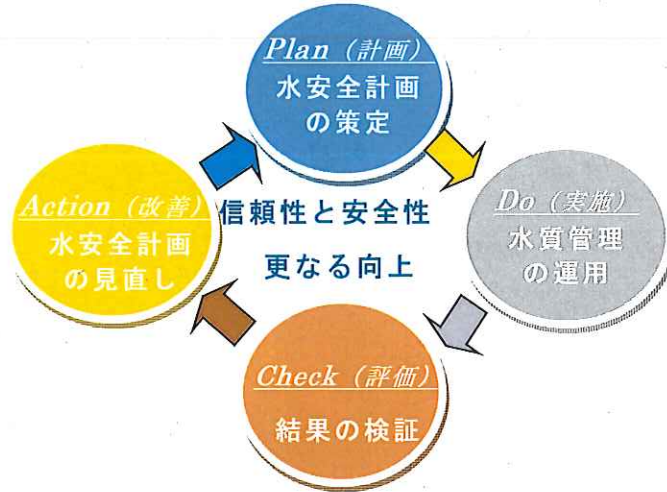 Plan (計画)
水安全計画
の策定
Do (実施)
水質管理
の運用
Check (評価)
結果の検証
Action (改善)
水安全計画
の見直し
信頼性と安全性
更なる向上